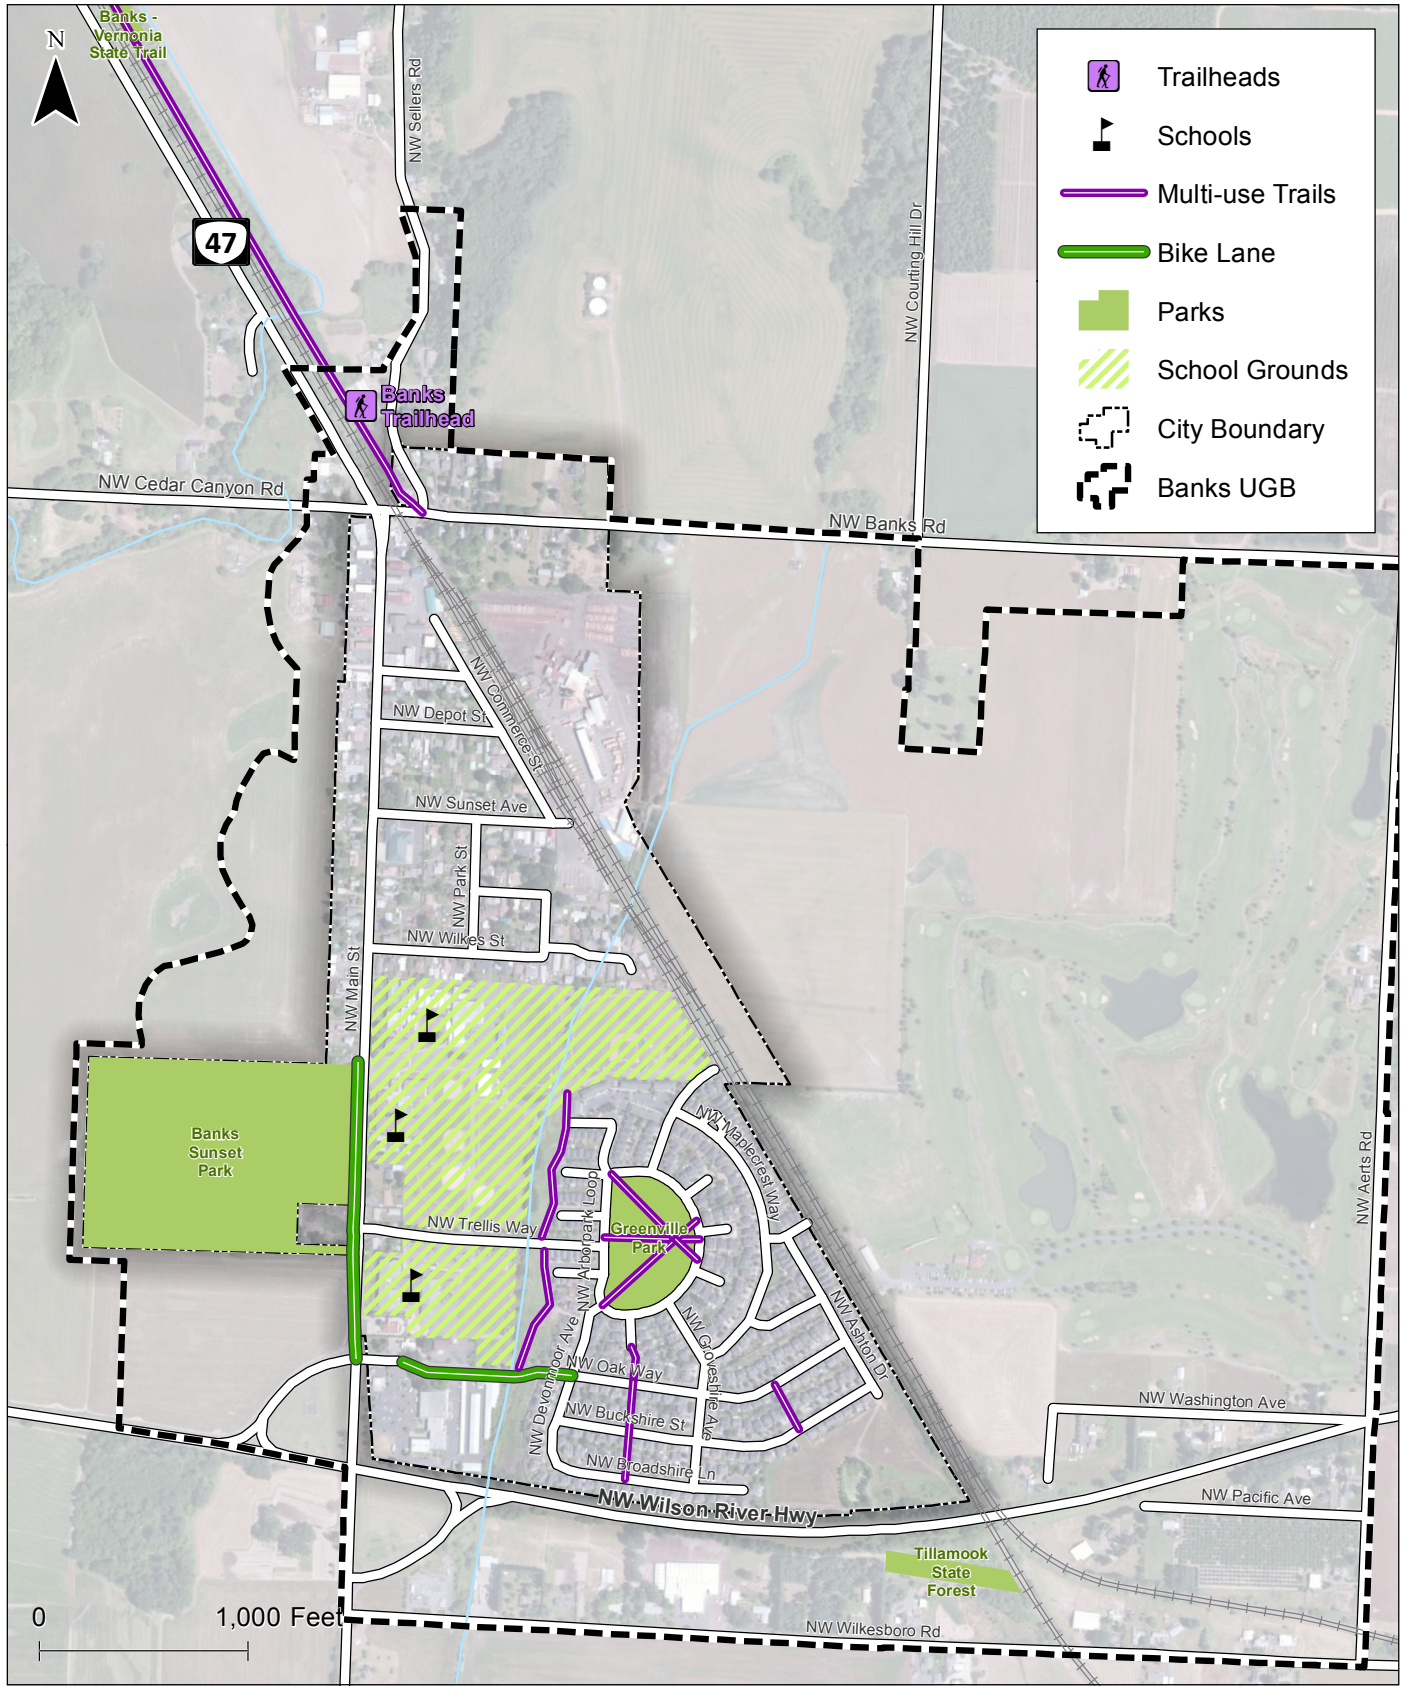 Banks -
Vernonia
State Trail
N
NW Sellers Rd
47
NW Courting Hill Dr
Trailheads
Schools
Multi-use Trails
Bike Lane
Parks
School Grounds
City Boundary
Banks UGB
Banks
Trailhead
NW Cedar Canyon Rd
NW Banks Rd
NW Commerce St
NW Depot St
NW Sunset Ave
NW Park St
NW Wilkes St
NW Main St
Banks
Sunset
Park
NW Maplecrest Way
NW Aerts Rd
NW Arborpark Loop
NW Trellis Way
Greenville
Park
NW Ashton Dr
NW Groveshire Ave
NW Devonmoor Ave
NW Oak Way
NW Buckshire St
NW Broadshire Ln
NW Washington Ave
NW Wilson River Hwy
NW Pacific Ave
Tillamook
State
Forest
0 1,000 Feet
NW Wilkesboro Rd